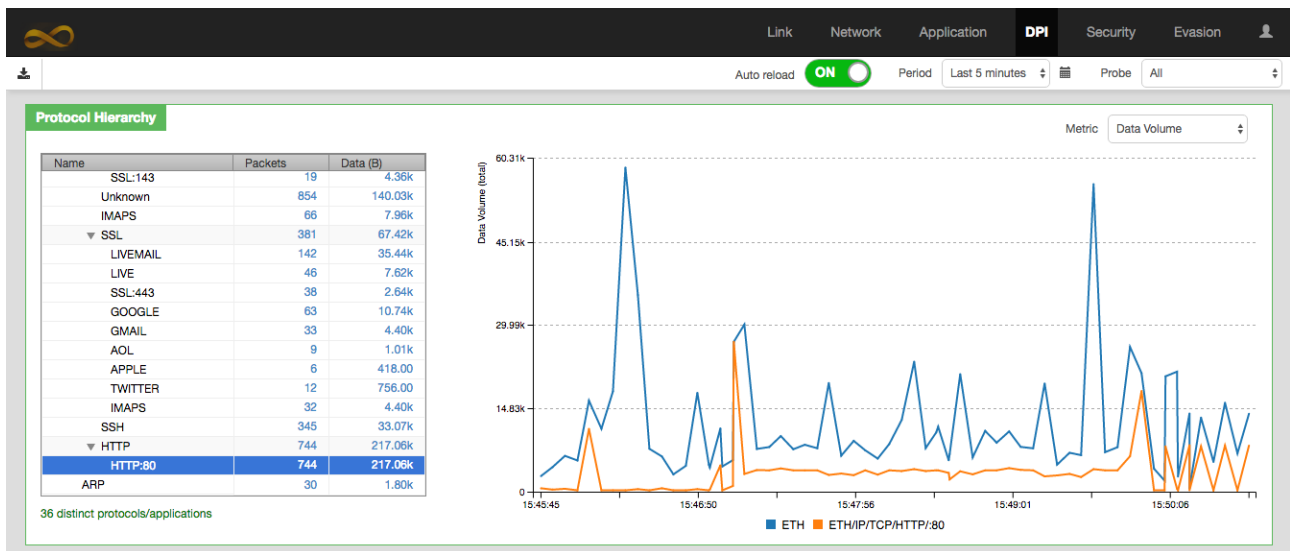 Link Network Application DPI Security Evasion
Auto reload ON Period Last 5 minutes Probe All
Protocol Hierarchy
Metric Data Volume
Name Packets Data (B)
SSL:143 19 4.36k
Unknown 854 140.03k
IMAPS 66 7.96k
SSL 381 67.42k
LIVEMAIL 142 35.44k
LIVE 46 7.62k
SSL:443 38 2.64k
GOOGLE 63 10.74k
GMAIL 33 4.40k
AOL 9 1.01k
APPLE 6 418.00
TWITTER 12 756.00
IMAPS 32 4.40k
SSH 345 33.07k
HTTP 744 217.06k
HTTP:80 744 217.06k
ARP 30 1.80k
36 distinct protocols/applications
Data Volume (total)
60.31k
45.15k
29.99k
14.83k
0
15:45:45 15:46:50 15:47:56 15:49:01 15:50:06
ETH ETH/IP/TCP/HTTP/:80